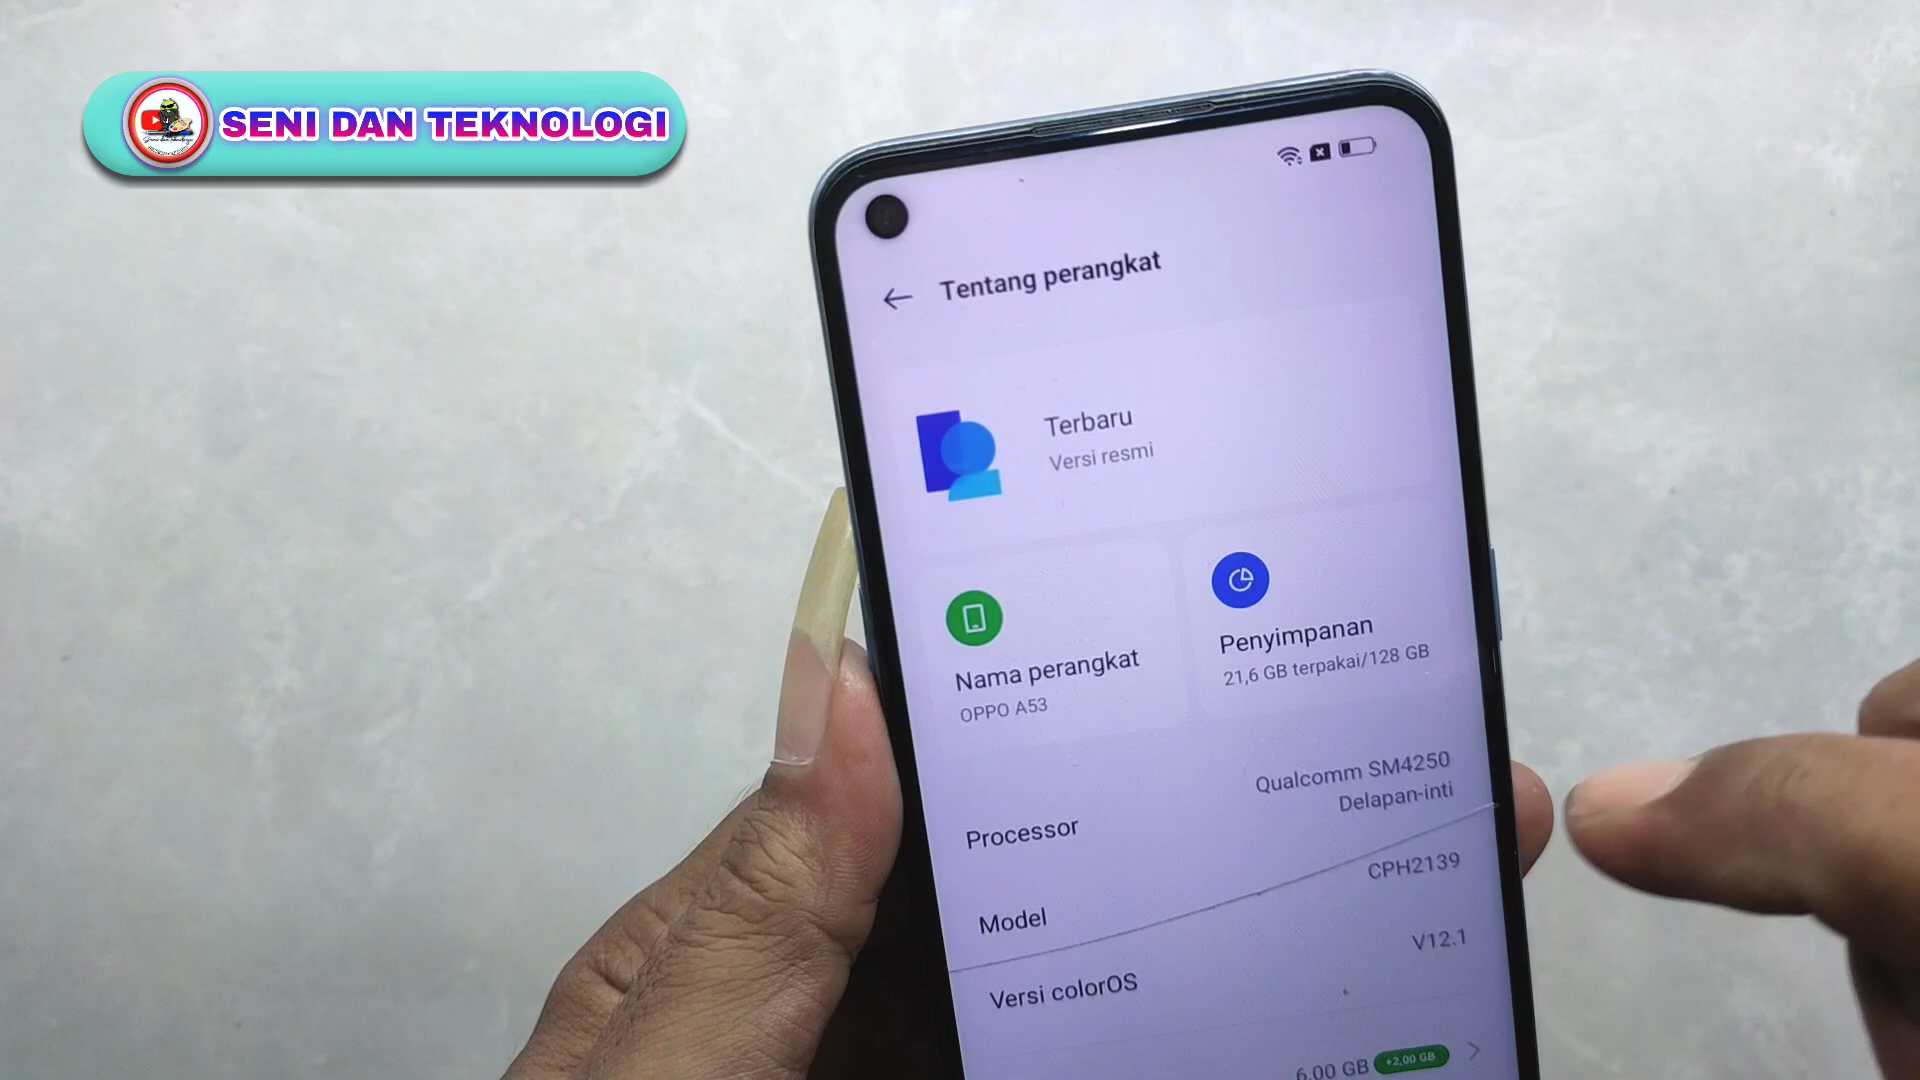 SENI DAN TEKNOLOGI
Tentang perangkat
Terbaru
Versi resmi
Nama perangkat
OPPO A53
Penyimpanan
21,6 GB terpakai/128 GB
Processor
Qualcomm SM4250
Delapan-inti
Model
CPH2139
Versi colorOS
V12.1
6.00 GB
+2,00 GB